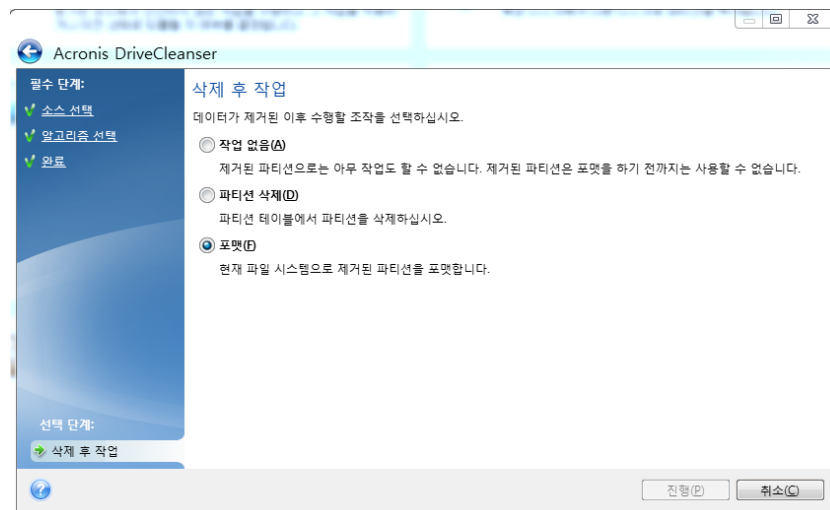 Acronis DriveCleanser
필수 단계:
소스 선택
알고리즘 선택
완료
선택 단계:
삭제 후 작업
삭제 후 작업
데이터가 제거된 이후 수행할 조작을 선택하십시오.
작업 없음(A)
제거된 파티션으로는 아무 작업도 할 수 없습니다. 제거된 파티션은 포맷을 하기 전까지는 사용할 수 없습니다.
파티션 삭제(D)
파티션 테이블에서 파티션을 삭제하십시오.
포맷(F)
현재 파일 시스템으로 제거된 파티션을 포맷합니다.
진행(P)
취소(C)